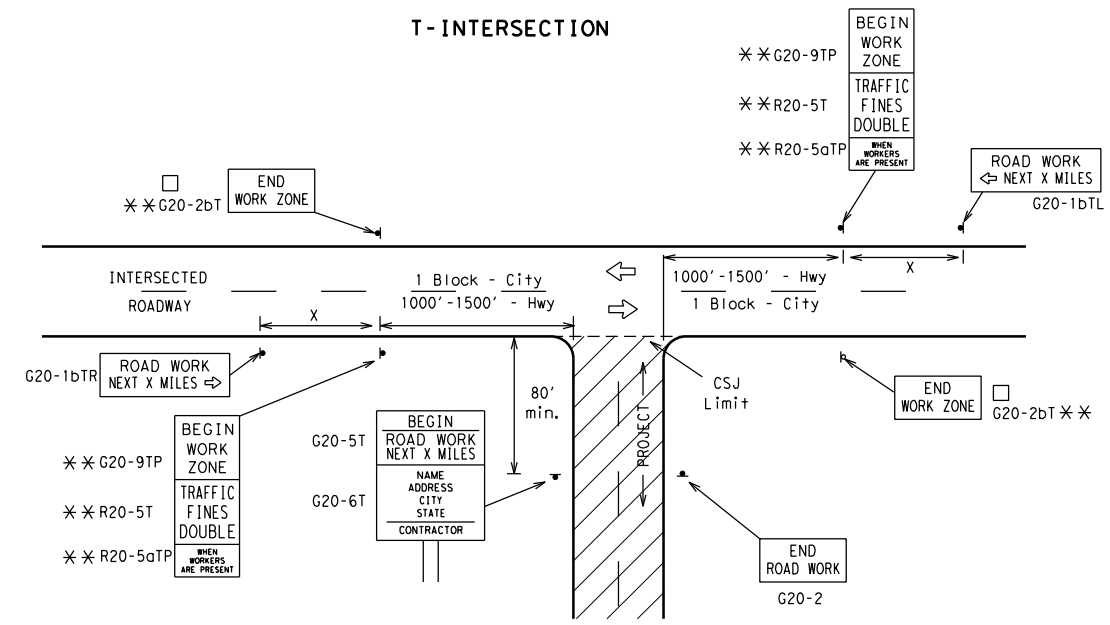 T-INTERSECTION
BEGIN
WORK
ZONE
TRAFFIC
FINES
DOUBLE
WHEN
WORKERS
ARE PRESENT
**G20-9TP
**R20-5T
**R20-5aTP
ROAD WORK
⇦ NEXT X MILES
G20-1bTL
END
WORK ZONE
□
**G20-2bT
INTERSECTED
ROADWAY
1 Block - City
1000'-1500' - Hwy
X
1000'-1500' - Hwy
1 Block - City
X
ROAD WORK
NEXT X MILES ⇨
G20-1bTR
80'
min.
PROJECT
CSJ
Limit
END
WORK ZONE
□
G20-2bT**
BEGIN
WORK
ZONE
TRAFFIC
FINES
DOUBLE
WHEN
WORKERS
ARE PRESENT
**G20-9TP
**R20-5T
**R20-5aTP
G20-5T
G20-6T
BEGIN
ROAD WORK
NEXT X MILES
NAME
ADDRESS
CITY
STATE
CONTRACTOR
END
ROAD WORK
G20-2